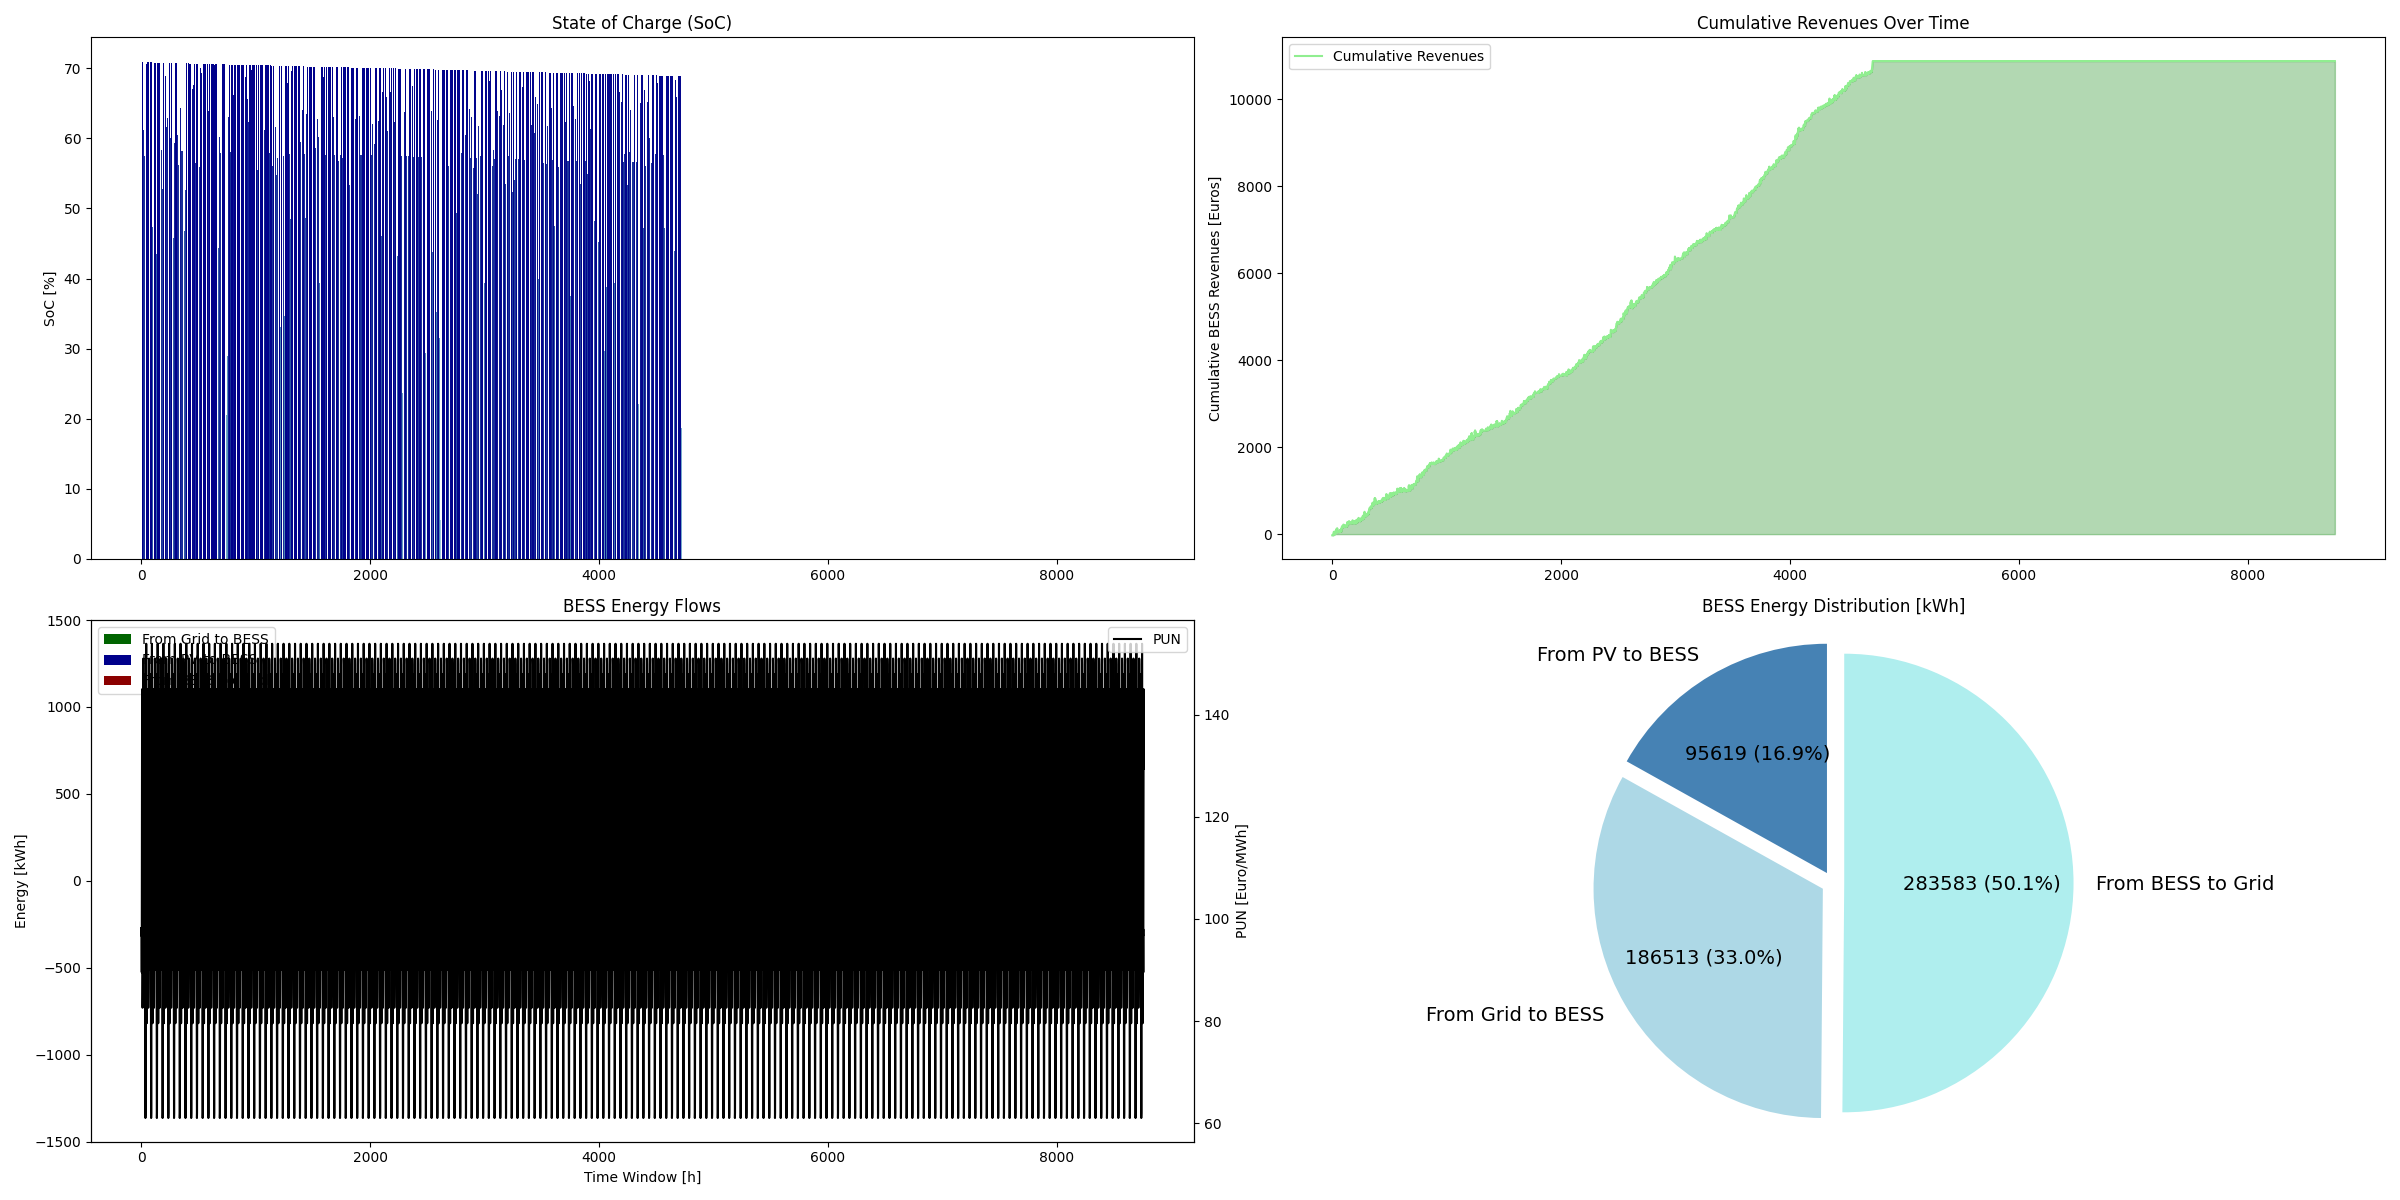 State of Charge (SoC)
SoC [%]
70
60
50
40
30
20
10
0
0 2000 4000 6000 8000
Cumulative Revenues Over Time
Cumulative Revenues
Cumulative BESS Revenues [Euros]
10000
8000
6000
4000
2000
0
0 2000 4000 6000 8000
BESS Energy Flows
From Grid to BESS
From PV to BESS
PUN
Energy [kWh]
1500
1000
500
0
−500
−1000
−1500
PUN [Euro/MWh]
140
120
100
80
60
0 2000 4000 6000 8000
Time Window [h]
BESS Energy Distribution [kWh]
From PV to BESS
95619 (16.9%)
283583 (50.1%)
From BESS to Grid
186513 (33.0%)
From Grid to BESS